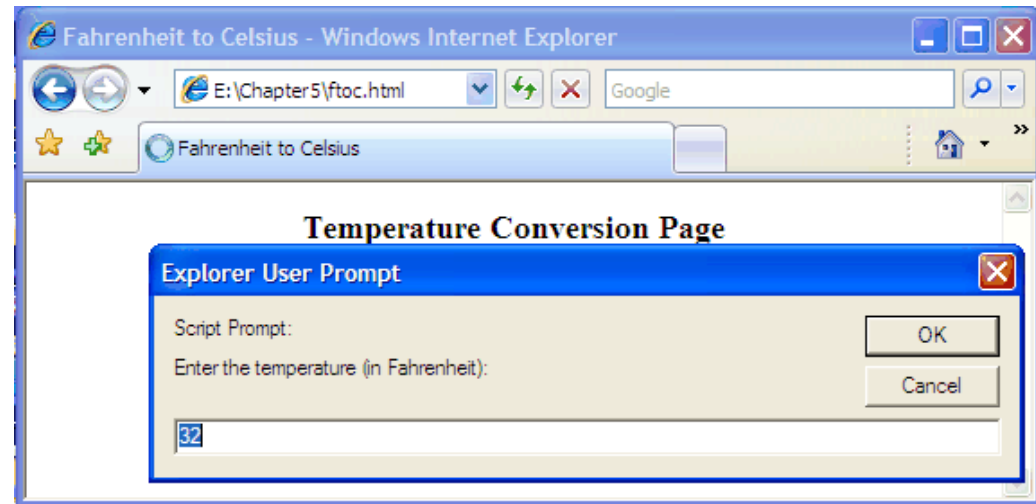 Fahrenheit to Celsius - Windows Internet Explorer
E:\Chapter5\ftoc.html
Google
Fahrenheit to Celsius
»
Temperature Conversion Page
Explorer User Prompt
Script Prompt:
OK
Enter the temperature (in Fahrenheit):
Cancel
32